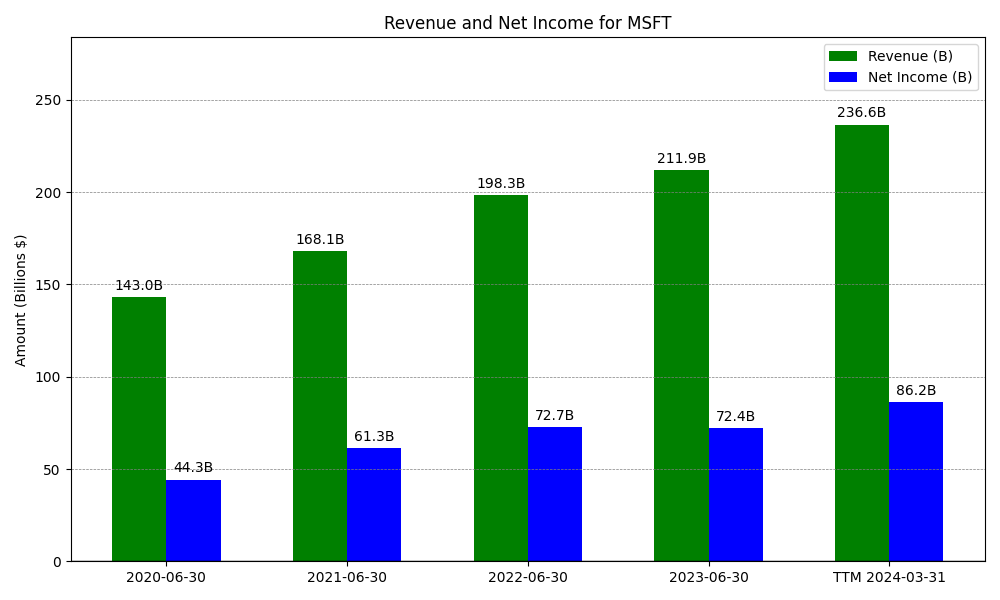 Revenue and Net Income for MSFT
Revenue (B)
Net Income (B)
Amount (Billions $)
250
200
150
100
50
0
143.0B
44.3B
168.1B
61.3B
198.3B
72.7B
211.9B
72.4B
236.6B
86.2B
2020-06-30
2021-06-30
2022-06-30
2023-06-30
TTM 2024-03-31